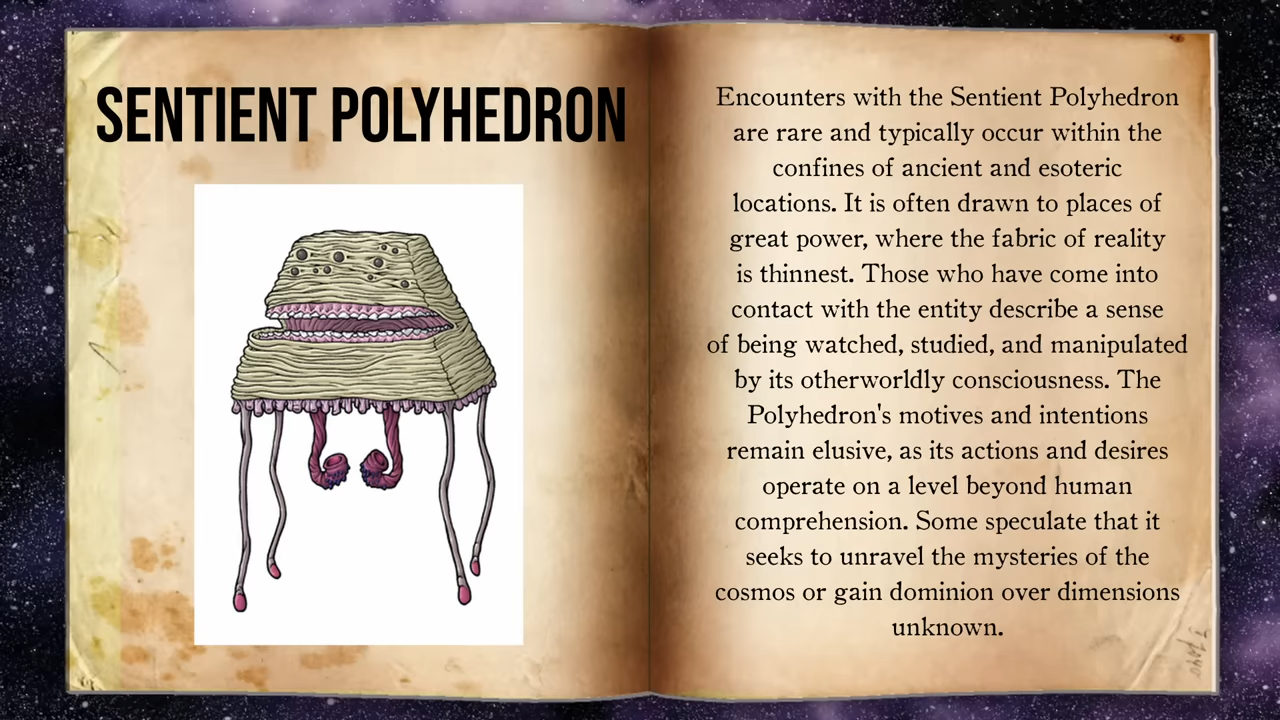 SENTIENT POLYHEDRON
Encounters with the Sentient Polyhedron
are rare and typically occur within the
confines of ancient and esoteric
locations. It is often drawn to places of
great power, where the fabric of reality
is thinnest. Those who have come into
contact with the entity describe a sense
of being watched, studied, and manipulated
by its otherworldly consciousness. The
Polyhedron's motives and intentions
remain elusive, as its actions and desires
operate on a level beyond human
comprehension. Some speculate that it
seeks to unravel the mysteries of the
cosmos or gain dominion over dimensions
unknown.